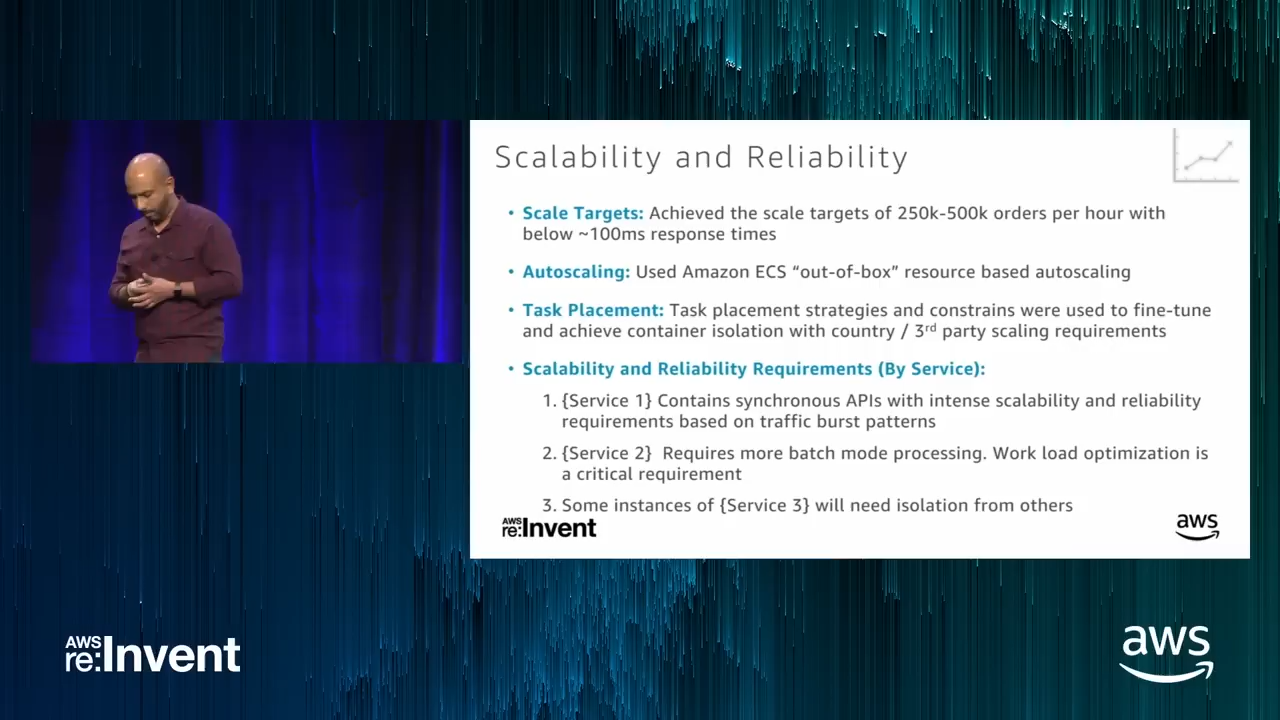 Scalability and Reliability
• Scale Targets: Achieved the scale targets of 250k-500k orders per hour with
below ~100ms response times
• Autoscaling: Used Amazon ECS “out-of-box” resource based autoscaling
• Task Placement: Task placement strategies and constrains were used to fine-tune
and achieve container isolation with country / 3rd party scaling requirements
• Scalability and Reliability Requirements (By Service):
1. {Service 1} Contains synchronous APIs with intense scalability and reliability
requirements based on traffic burst patterns
2. {Service 2}  Requires more batch mode processing. Work load optimization is
a critical requirement
3. Some instances of {Service 3} will need isolation from others
AWS
re:Invent
aws
AWS
re:Invent
aws